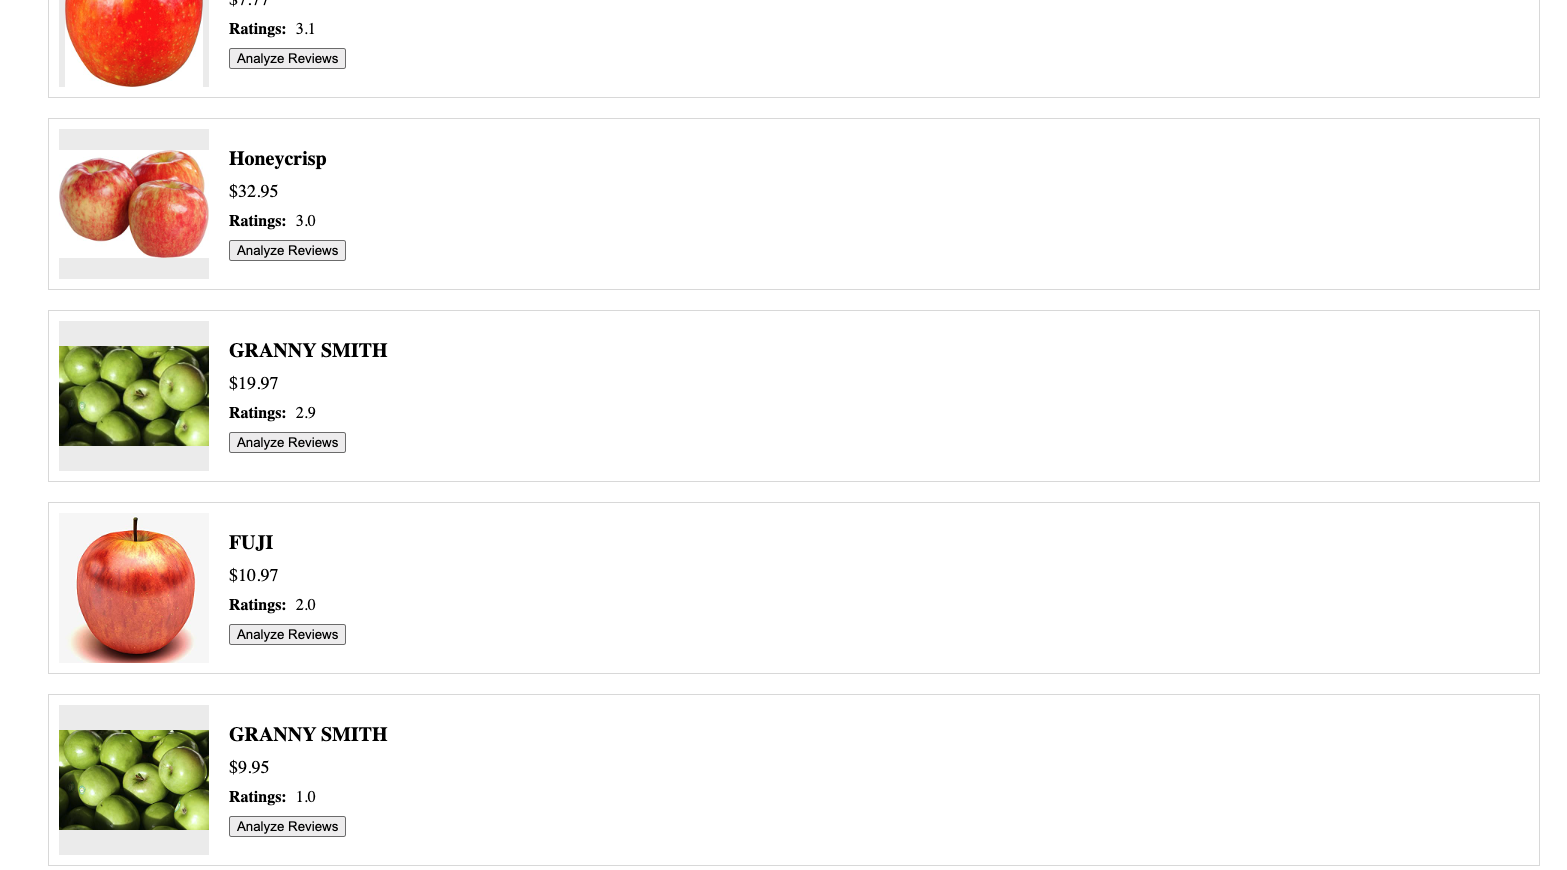 $7.77
Ratings: 3.1
Analyze Reviews
Honeycrisp
$32.95
Ratings: 3.0
Analyze Reviews
GRANNY SMITH
$19.97
Ratings: 2.9
Analyze Reviews
FUJI
$10.97
Ratings: 2.0
Analyze Reviews
GRANNY SMITH
$9.95
Ratings: 1.0
Analyze Reviews